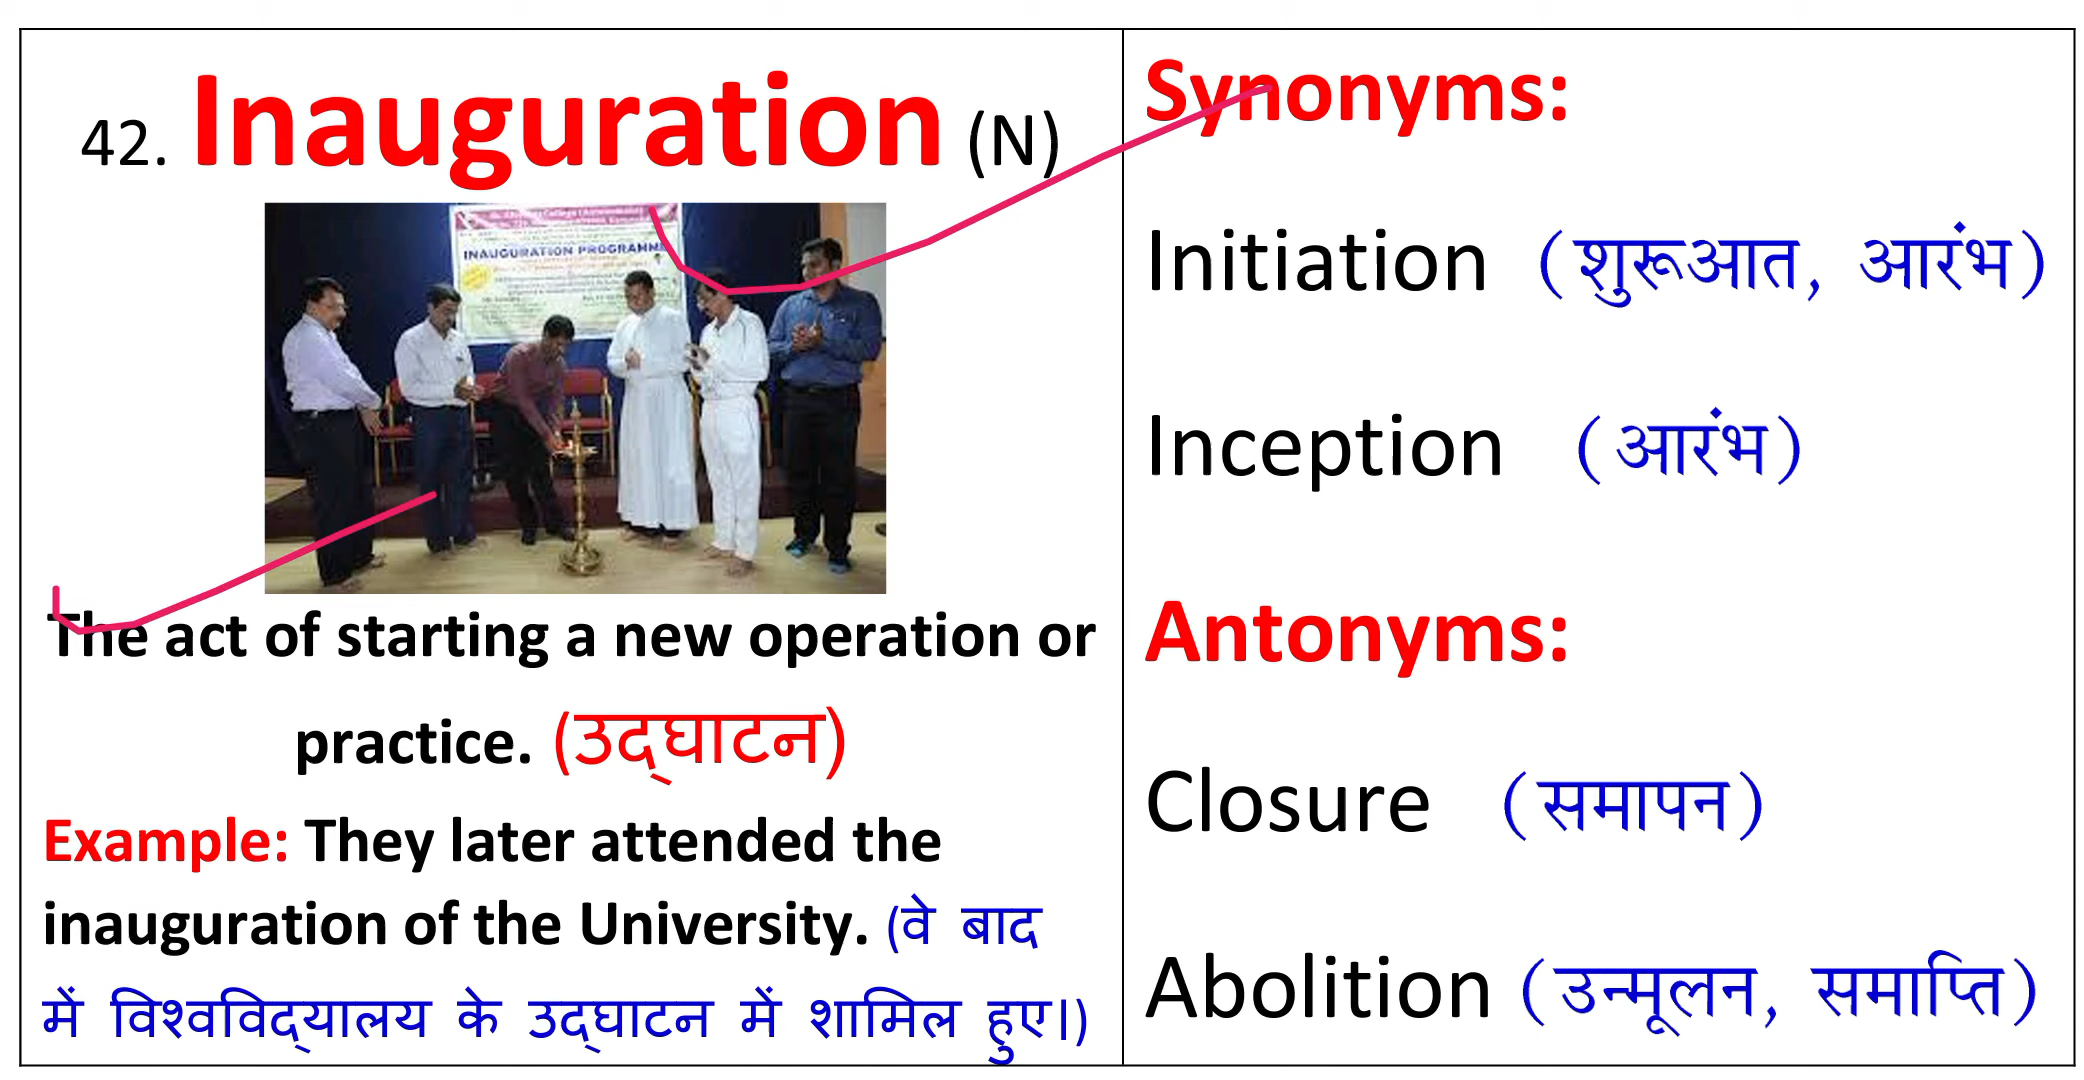 42. Inauguration (N)
INAUGURATION PROGRAMME
The act of starting a new operation or
practice. (उद्‌घाटन)
Example: They later attended the
inauguration of the University. (वे बाद
में विश्वविद्‌यालय के उद्‌घाटन में शामिल हुए।)
Synonyms:
Initiation (शुरूआत, आरंभ)
Inception (आरंभ)
Antonyms:
Closure (समापन)
Abolition (उन्मूलन, समाप्ति)